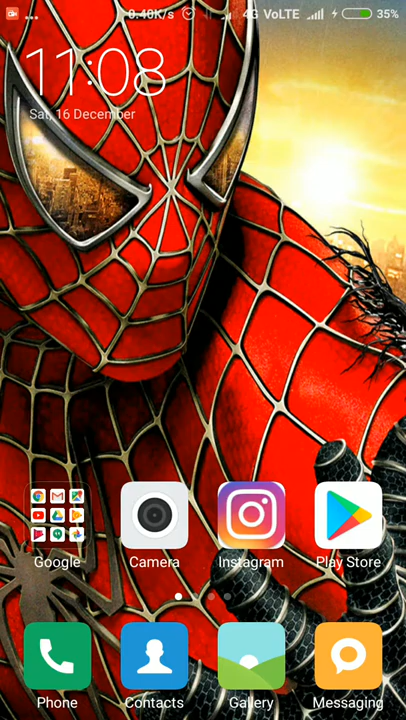 0.40K/s 4G VoLTE 35%
11:08
Sat, 16 December
Google Camera Instagram Play Store
Phone Contacts Gallery Messaging